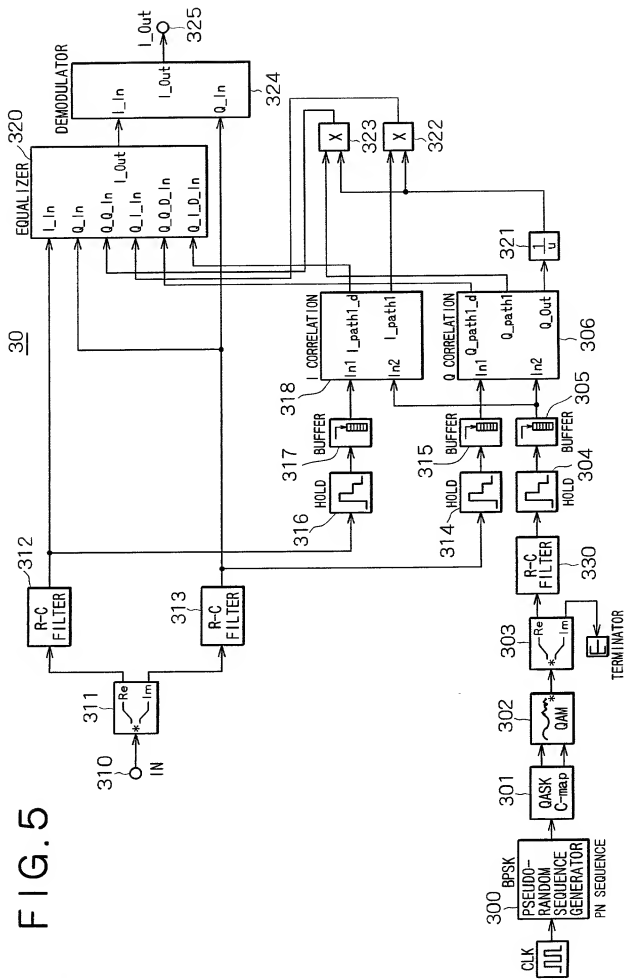 FIG.5
30
310
IN
311
*
Re
Im
312
R-C
FILTER
313
R-C
FILTER
EQUALIZER
320
I_In
Q_In
Q_Q_In
Q_I_In
Q_Q_D_In
Q_I_D_In
I_Out
DEMODULATOR
I_In
Q_In
I_Out
324
I_Out
325
X
323
X
322
1
u
321
I CORRELATION
In1
In2
I_path1_d
I_path1
318
Q CORRELATION
In1
In2
Q_path1_d
Q_path1
Q_Out
306
BUFFER
317
HOLD
316
BUFFER
315
HOLD
314
BUFFER
305
HOLD
304
R-C
FILTER
330
303
*
Re
Im
TERMINATOR
302
*
QAM
301
QASK
C-map
300
BPSK
PSEUDO-
RANDOM
SEQUENCE
GENERATOR
PN SEQUENCE
CLK